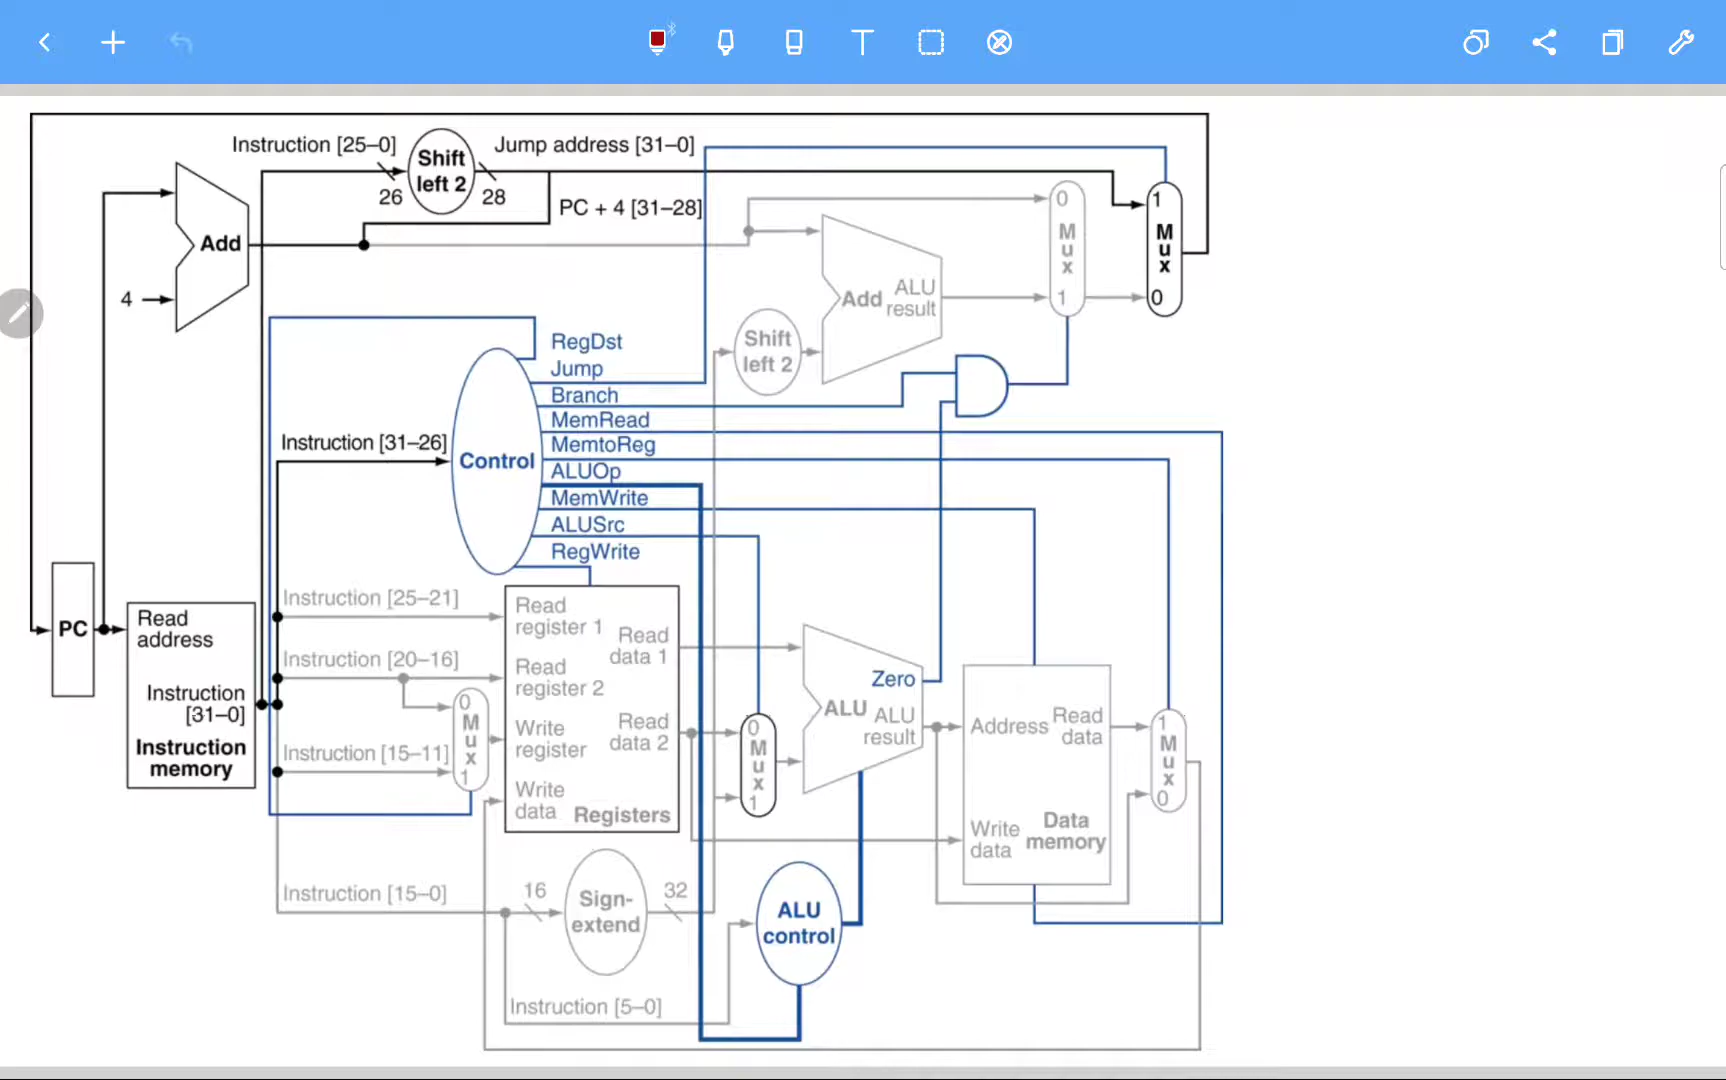 Instruction [25–0]
Shift
left 2
Jump address [31–0]
26
28
PC + 4 [31–28]
Add
4
0
M
u
x
1
1
M
u
x
0
Add
ALU
result
Shift
left 2
RegDst
Jump
Branch
MemRead
MemtoReg
ALUOp
MemWrite
ALUSrc
RegWrite
Instruction [31–26]
Control
PC
Read
address
Instruction
[31–0]
Instruction
memory
Instruction [25–21]
Instruction [20–16]
Instruction [15–11]
0
M
u
x
1
Read
register 1
Read
register 2
Write
register
Write
data
Read
data 1
Read
data 2
Registers
0
M
u
x
1
Zero
ALU
ALU
result
Address
Read
data
Write
data
Data
memory
1
M
u
x
0
Instruction [15–0]
16
Sign-
extend
32
ALU
control
Instruction [5–0]